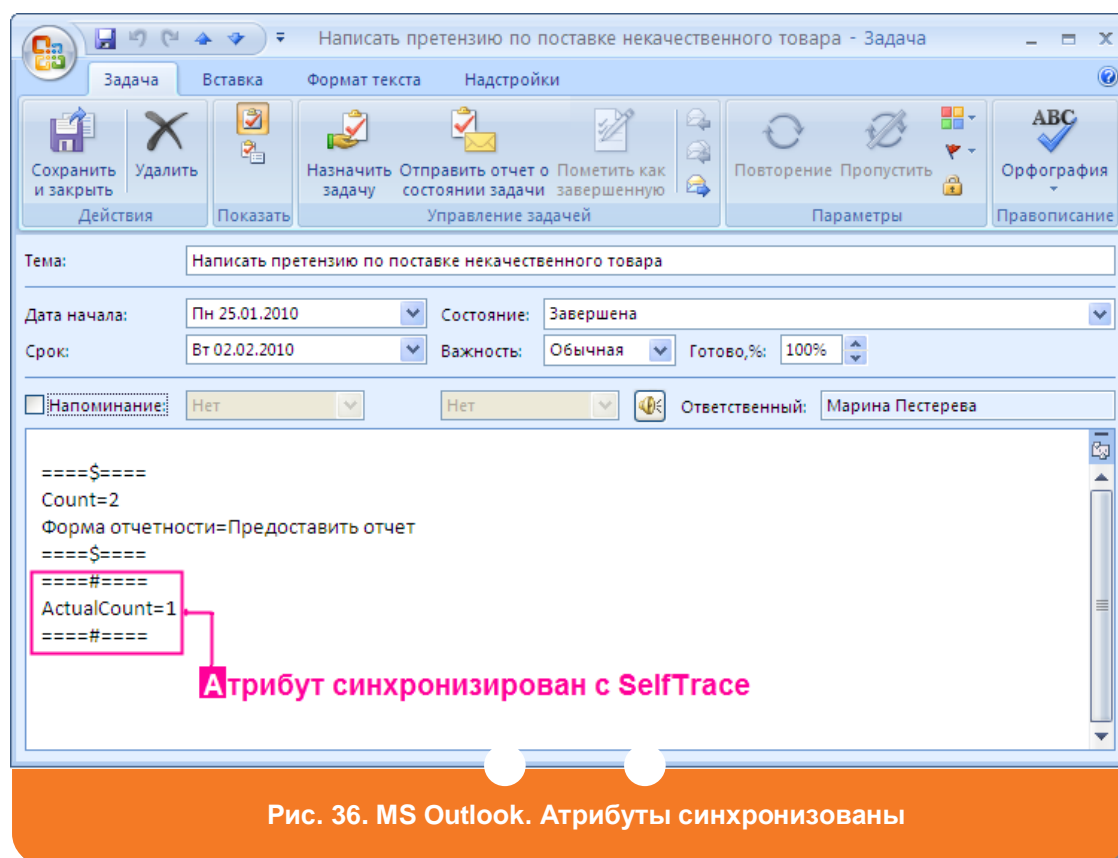 Написать претензию по поставке некачественного товара - Задача
Задача Вставка Формат текста Надстройки
Сохранить и закрыть
Удалить
Назначить задачу
Отправить отчет о состоянии задачи
Пометить как завершенную
Повторение Пропустить
ABC
Орфография
Действия Показать Управление задачей Параметры Правописание
Тема: Написать претензию по поставке некачественного товара
Дата начала: Пн 25.01.2010 Состояние: Завершена
Срок: Вт 02.02.2010 Важность: Обычная Готово,%: 100%
Напоминание: Нет Нет Ответственный: Марина Пестерева
====$====
Count=2
Форма отчетности=Предоставить отчет
====$====
====#====
ActualCount=1
====#====
Атрибут синхронизирован с SelfTrace
Рис. 36. MS Outlook. Атрибуты синхронизованы